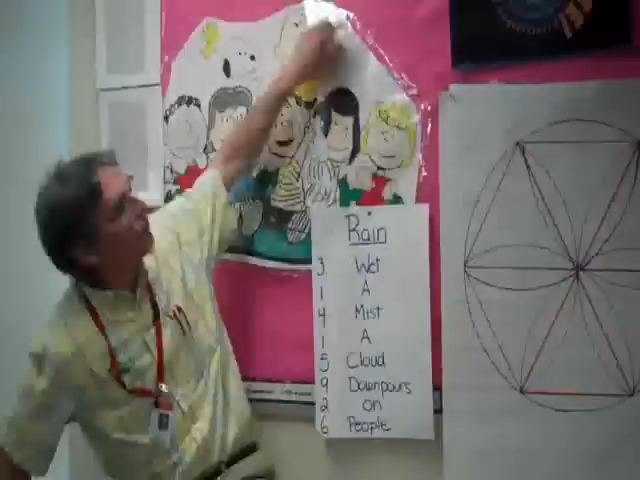 Rain
3 Wet
1 A
4 Mist
1 A
5 Cloud
9 Downpours
2 on
6 People